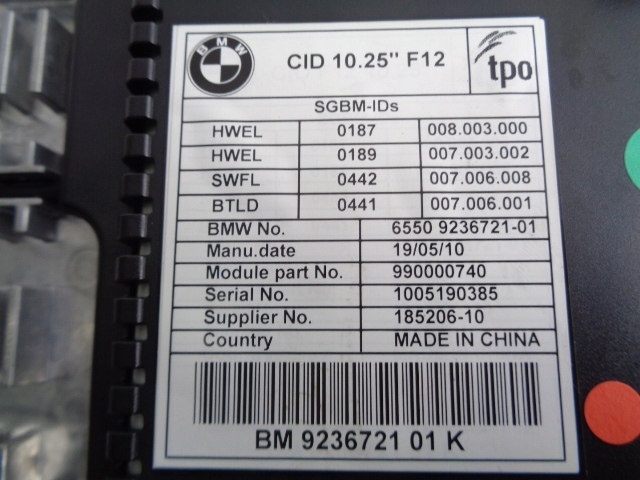 BMW
CID 10.25" F12
tpo
SGBM-IDs
HWEL 0187 008.003.000
HWEL 0189 007.003.002
SWFL 0442 007.006.008
BTLD 0441 007.006.001
BMW No. 6550 9236721-01
Manu.date 19/05/10
Module part No. 990000740
Serial No. 1005190385
Supplier No. 185206-10
Country MADE IN CHINA
BM 9236721 01 K